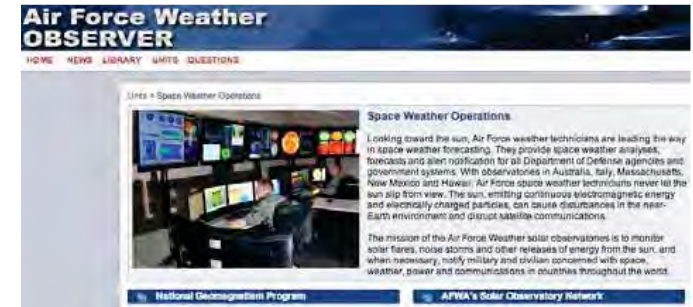 Air Force Weather
OBSERVER
HOME NEWS LIBRARY UNITS QUESTIONS
Units > Space Weather Operations
Space Weather Operations
Looking toward the sun, Air Force weather technicians are leading the way
in space weather forecasting. They provide space weather analyses,
forecasts and alert notification for all Department of Defense agencies and
government systems. With observatories in Australia, Italy, Massachusetts,
New Mexico and Hawaii, Air Force space weather technicians never let the
sun slip from view. The sun, emitting continuous electromagnetic energy
and electrically charged particles, can cause disturbances in the near-
Earth environment and disrupt satellite communications.
The mission of the Air Force Weather solar observatories is to monitor
solar flares, noise storms and other releases of energy from the sun, and
when necessary, notify military and civilian concerned with space,
weather, power and communications in countries throughout the world.
National Geomagnetism Program
AFWA's Solar Observatory Network